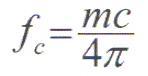 f_c = mc / 4π